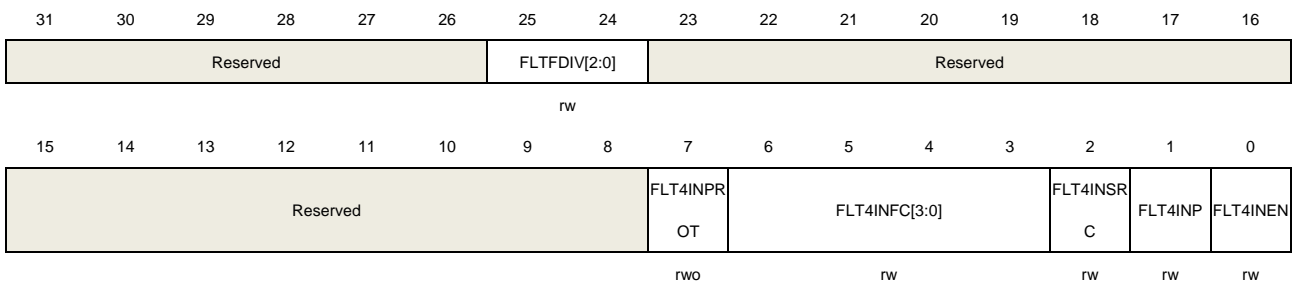 31 30 29 28 27 26 25 24 23 22 21 20 19 18 17 16
Reserved FLTFDIV[2:0] Reserved
rw
15 14 13 12 11 10 9 8 7 6 5 4 3 2 1 0
Reserved FLT4INPR OT FLT4INFC[3:0] FLT4INSR C FLT4INP FLT4INEN
rwo rw rw rw rw